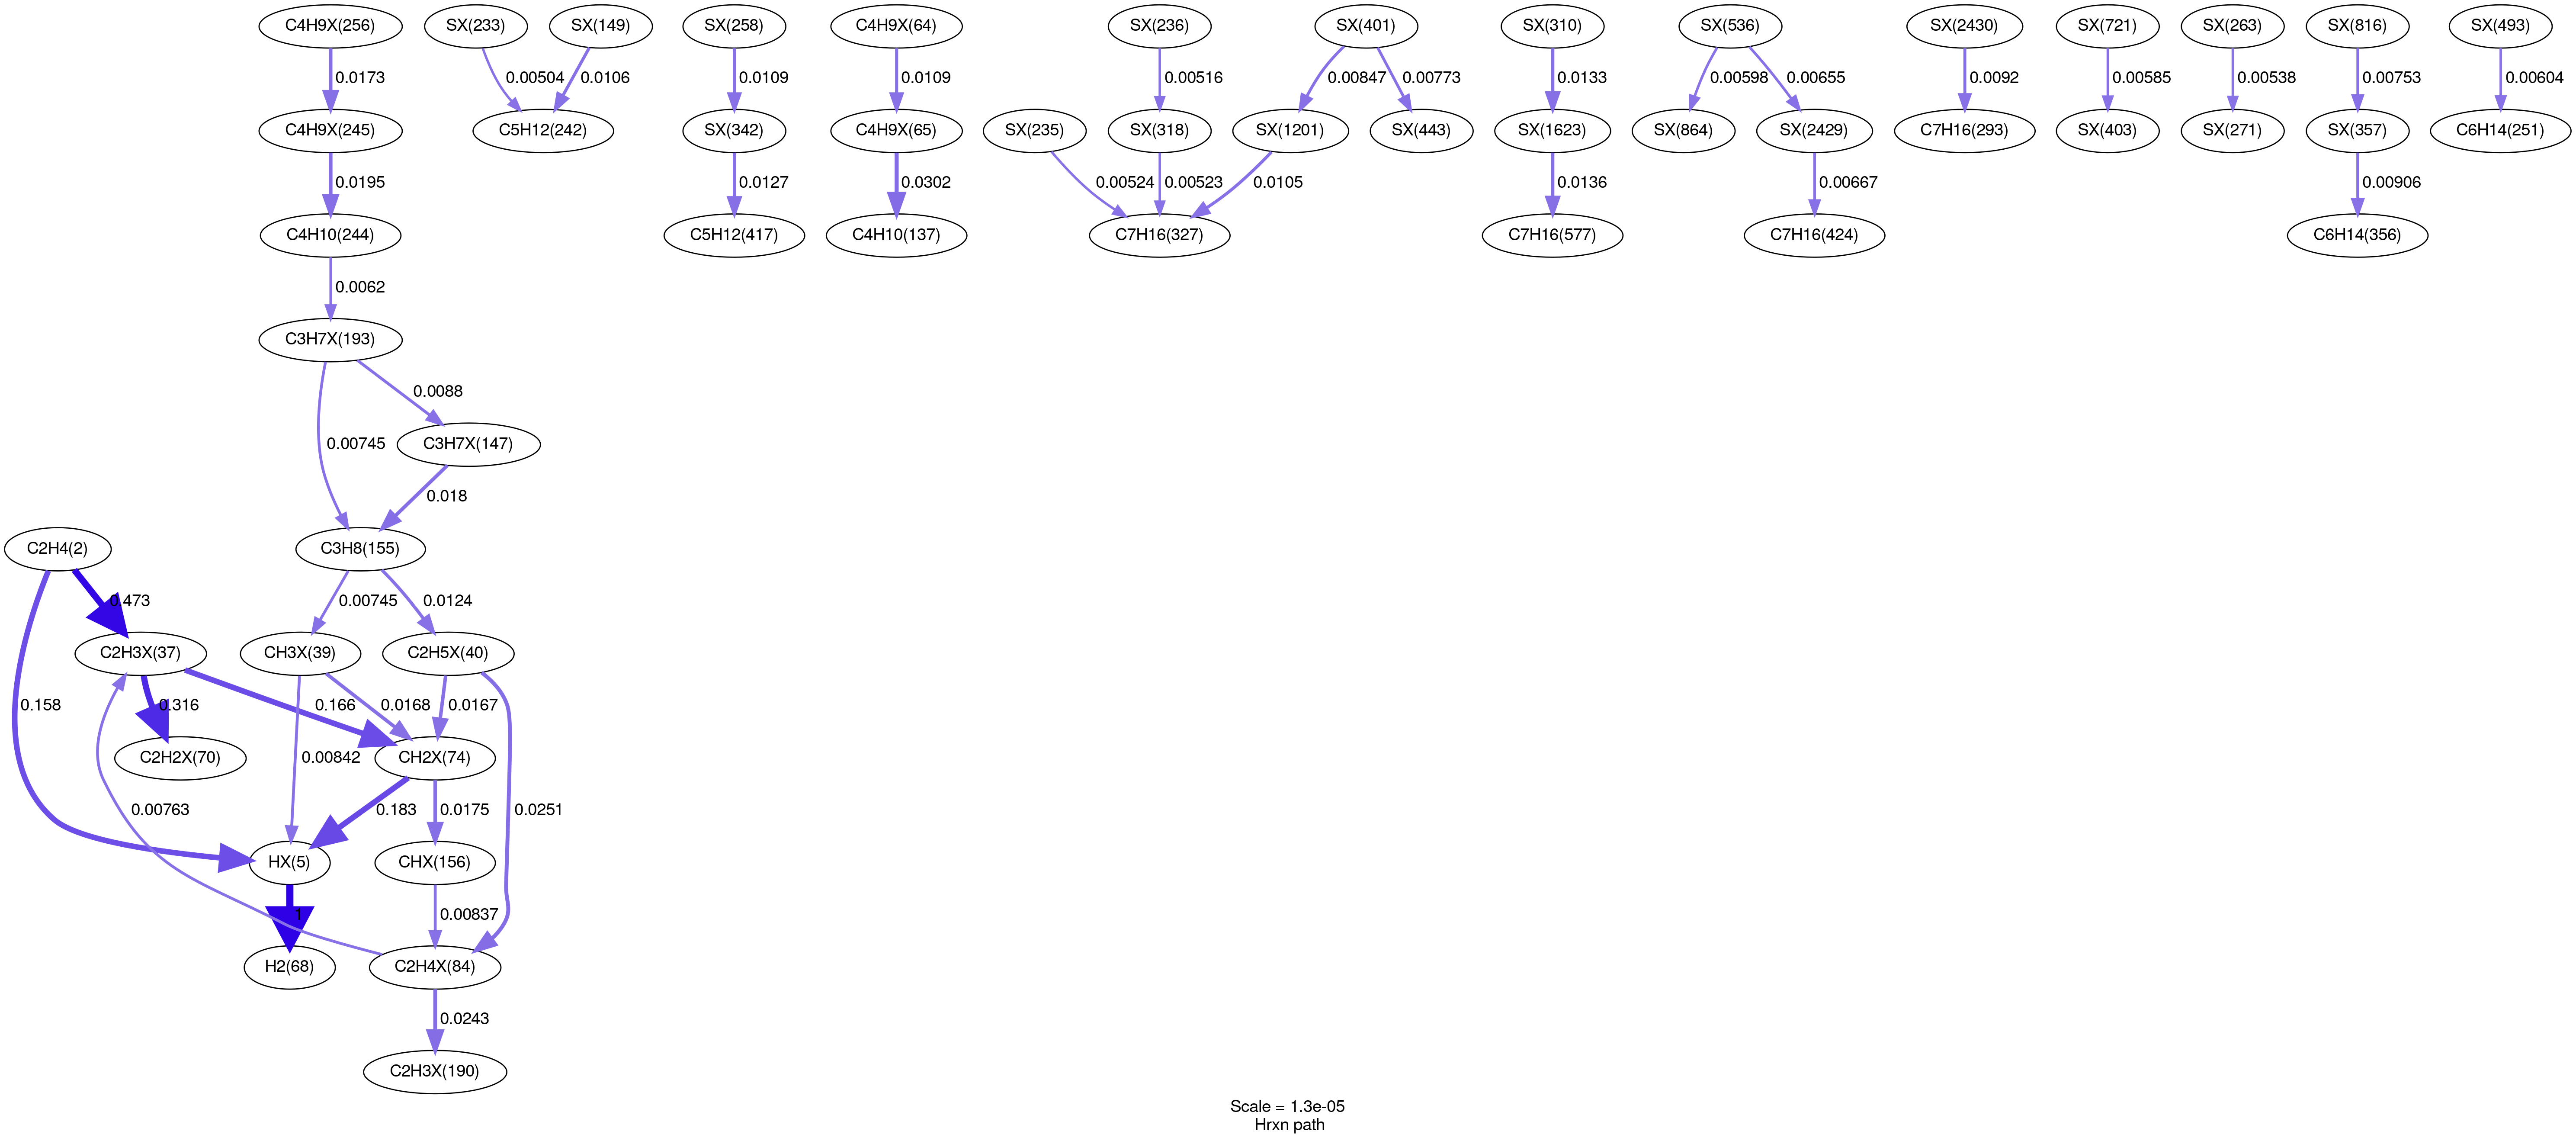 C4H9X(256) SX(233) SX(149) SX(258) C4H9X(64) SX(236) SX(401) SX(310) SX(536) SX(2430) SX(721) SX(263) SX(816) SX(493)
0.0173 0.00504 0.0106 0.0109 0.0109 0.00516 0.00847 0.00773 0.0133 0.00598 0.00655 0.0092 0.00585 0.00538 0.00753 0.00604
C4H9X(245) C5H12(242) SX(342) C4H9X(65) SX(235) SX(318) SX(1201) SX(443) SX(1623) SX(864) SX(2429) C7H16(293) SX(403) SX(271) SX(357) C6H14(251)
0.0195 0.0127 0.0302 0.00524 0.00523 0.0105 0.0136 0.00667 0.00906
C4H10(244) C5H12(417) C4H10(137) C7H16(327) C7H16(577) C7H16(424) C6H14(356)
0.0062
C3H7X(193)
0.0088
0.00745 C3H7X(147)
0.018
C2H4(2) C3H8(155)
0.473 0.00745 0.0124
C2H3X(37) CH3X(39) C2H5X(40)
0.158 0.316 0.166 0.0168 0.0167
C2H2X(70) 0.00842 CH2X(74)
0.00763 0.183 0.0175 0.0251
HX(5) CHX(156)
1 0.00837
H2(68) C2H4X(84)
0.0243
C2H3X(190)
Scale = 1.3e-05
Hrxn path